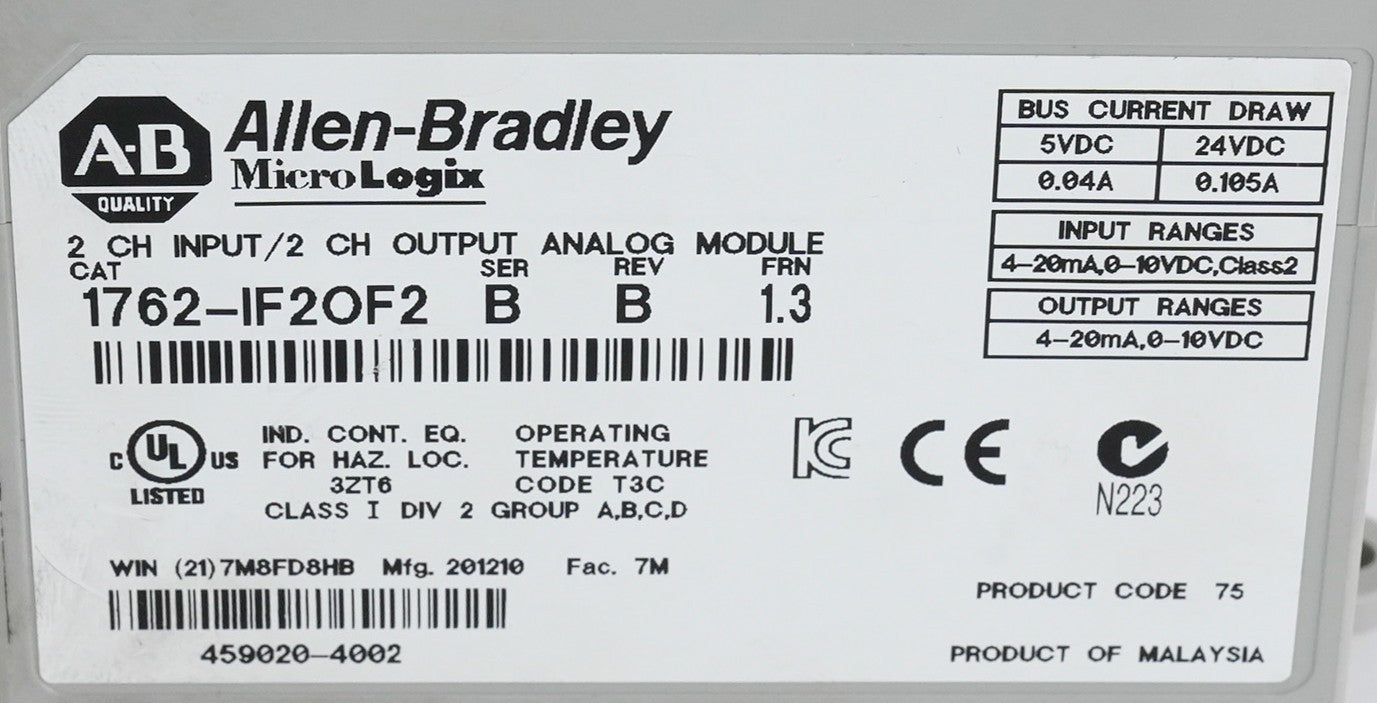 A-B
QUALITY
Allen-Bradley
MicroLogix
2 CH INPUT/2 CH OUTPUT ANALOG MODULE
CAT SER REV FRN
1762-IF2OF2 B B 1.3
BUS CURRENT DRAW
5VDC 24VDC
0.04A 0.105A
INPUT RANGES
4-20mA,0-10VDC,Class2
OUTPUT RANGES
4-20mA,0-10VDC
C UL US
LISTED
IND. CONT. EQ.
FOR HAZ. LOC.
3ZT6
OPERATING
TEMPERATURE
CODE T3C
CLASS I DIV 2 GROUP A,B,C,D
KC
CE
N223
WIN (21)7M8FD8HB Mfg. 201210 Fac. 7M
459020-4002
PRODUCT CODE 75
PRODUCT OF MALAYSIA